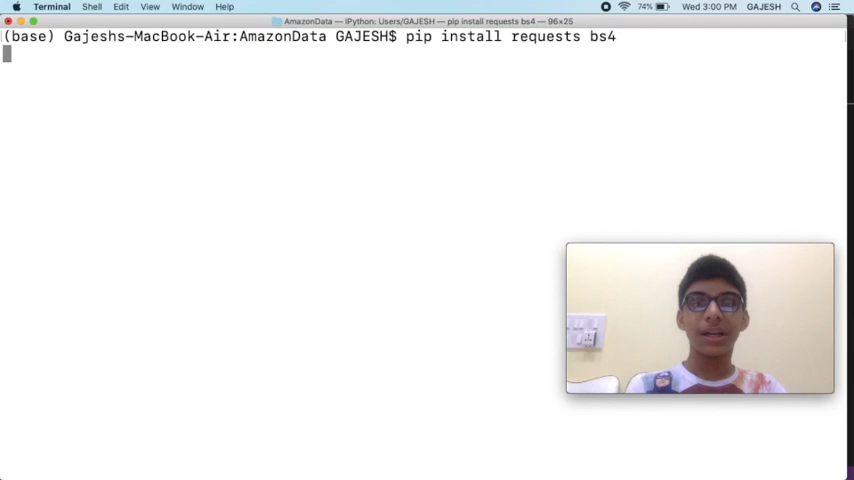 Terminal Shell Edit View Window Help 74% Wed 3:00 PM GAJESH
AmazonData — IPython: Users/GAJESH — pip install requests bs4 — 96×25
(base) Gajeshs-MacBook-Air:AmazonData GAJESH$ pip install requests bs4